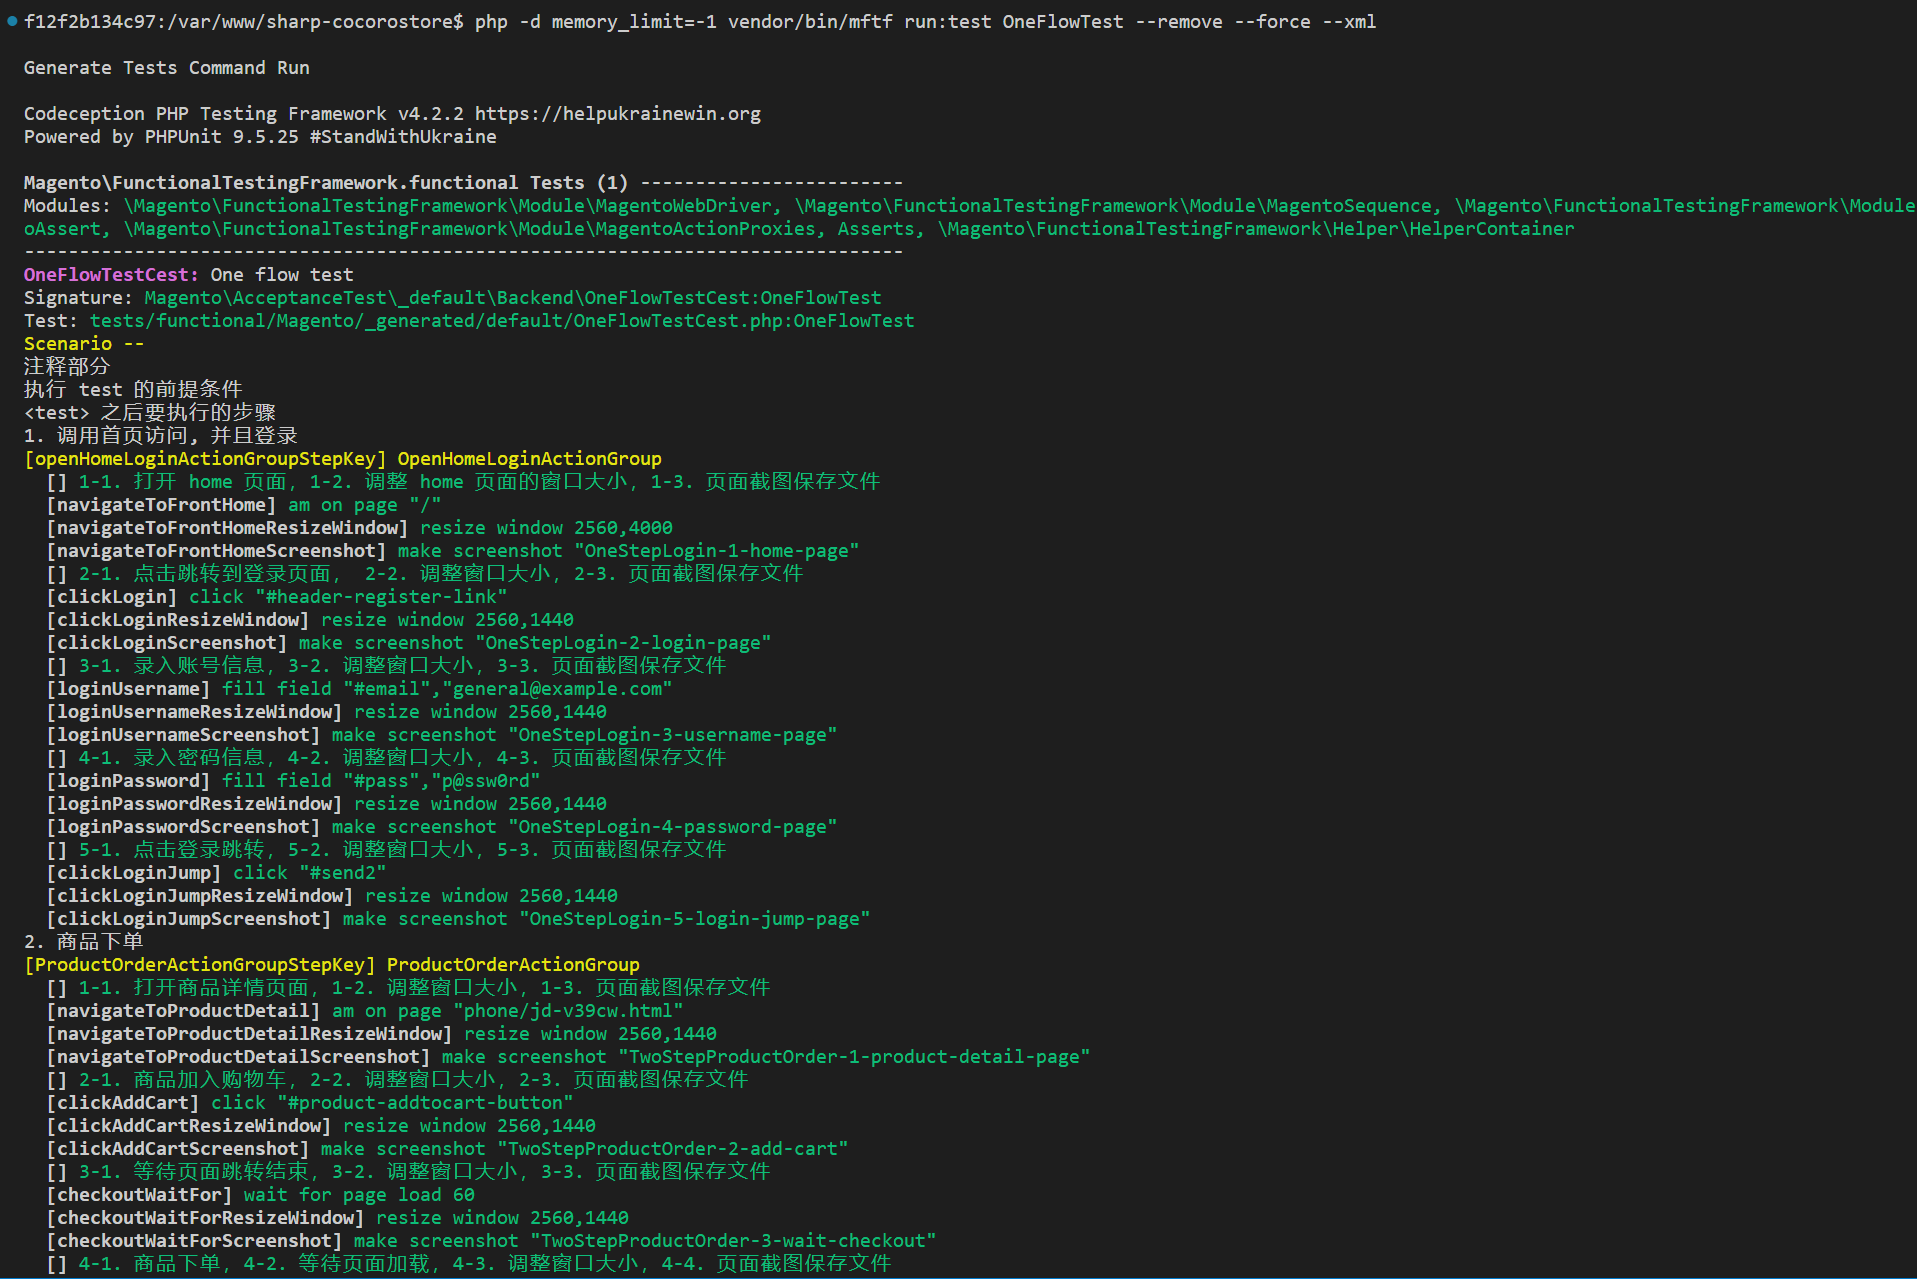 f12f2b134c97:/var/www/sharp-cocorostore$ php -d memory_limit=-1 vendor/bin/mftf run:test OneFlowTest --remove --force --xml
Generate Tests Command Run
Codeception PHP Testing Framework v4.2.2 https://helpukrainewin.org
Powered by PHPUnit 9.5.25 #StandWithUkraine
Magento\FunctionalTestingFramework.functional Tests (1) ------------------------
Modules: \Magento\FunctionalTestingFramework\Module\MagentoWebDriver, \Magento\FunctionalTestingFramework\Module\MagentoSequence, \Magento\FunctionalTestingFramework\Module
oAssert, \Magento\FunctionalTestingFramework\Module\MagentoActionProxies, Asserts, \Magento\FunctionalTestingFramework\Helper\HelperContainer
--------------------------------------------------------------------------------
OneFlowTestCest: One flow test
Signature: Magento\AcceptanceTest\_default\Backend\OneFlowTestCest:OneFlowTest
Test: tests/functional/Magento/_generated/default/OneFlowTestCest.php:OneFlowTest
Scenario --
注释部分
执行 test 的前提条件
<test> 之后要执行的步骤
1. 调用首页访问, 并且登录
[openHomeLoginActionGroupStepKey] OpenHomeLoginActionGroup
[] 1-1. 打开 home 页面, 1-2. 调整 home 页面的窗口大小, 1-3. 页面截图保存文件
[navigateToFrontHome] am on page "/"
[navigateToFrontHomeResizeWindow] resize window 2560,4000
[navigateToFrontHomeScreenshot] make screenshot "OneStepLogin-1-home-page"
[] 2-1. 点击跳转到登录页面,  2-2. 调整窗口大小, 2-3. 页面截图保存文件
[clickLogin] click "#header-register-link"
[clickLoginResizeWindow] resize window 2560,1440
[clickLoginScreenshot] make screenshot "OneStepLogin-2-login-page"
[] 3-1. 录入账号信息, 3-2. 调整窗口大小, 3-3. 页面截图保存文件
[loginUsername] fill field "#email","general@example.com"
[loginUsernameResizeWindow] resize window 2560,1440
[loginUsernameScreenshot] make screenshot "OneStepLogin-3-username-page"
[] 4-1. 录入密码信息, 4-2. 调整窗口大小, 4-3. 页面截图保存文件
[loginPassword] fill field "#pass","p@ssw0rd"
[loginPasswordResizeWindow] resize window 2560,1440
[loginPasswordScreenshot] make screenshot "OneStepLogin-4-password-page"
[] 5-1. 点击登录跳转, 5-2. 调整窗口大小, 5-3. 页面截图保存文件
[clickLoginJump] click "#send2"
[clickLoginJumpResizeWindow] resize window 2560,1440
[clickLoginJumpScreenshot] make screenshot "OneStepLogin-5-login-jump-page"
2. 商品下单
[ProductOrderActionGroupStepKey] ProductOrderActionGroup
[] 1-1. 打开商品详情页面, 1-2. 调整窗口大小, 1-3. 页面截图保存文件
[navigateToProductDetail] am on page "phone/jd-v39cw.html"
[navigateToProductDetailResizeWindow] resize window 2560,1440
[navigateToProductDetailScreenshot] make screenshot "TwoStepProductOrder-1-product-detail-page"
[] 2-1. 商品加入购物车, 2-2. 调整窗口大小, 2-3. 页面截图保存文件
[clickAddCart] click "#product-addtocart-button"
[clickAddCartResizeWindow] resize window 2560,1440
[clickAddCartScreenshot] make screenshot "TwoStepProductOrder-2-add-cart"
[] 3-1. 等待页面跳转结束, 3-2. 调整窗口大小, 3-3. 页面截图保存文件
[checkoutWaitFor] wait for page load 60
[checkoutWaitForResizeWindow] resize window 2560,1440
[checkoutWaitForScreenshot] make screenshot "TwoStepProductOrder-3-wait-checkout"
[] 4-1. 商品下单, 4-2. 等待页面加载, 4-3. 调整窗口大小, 4-4. 页面截图保存文件